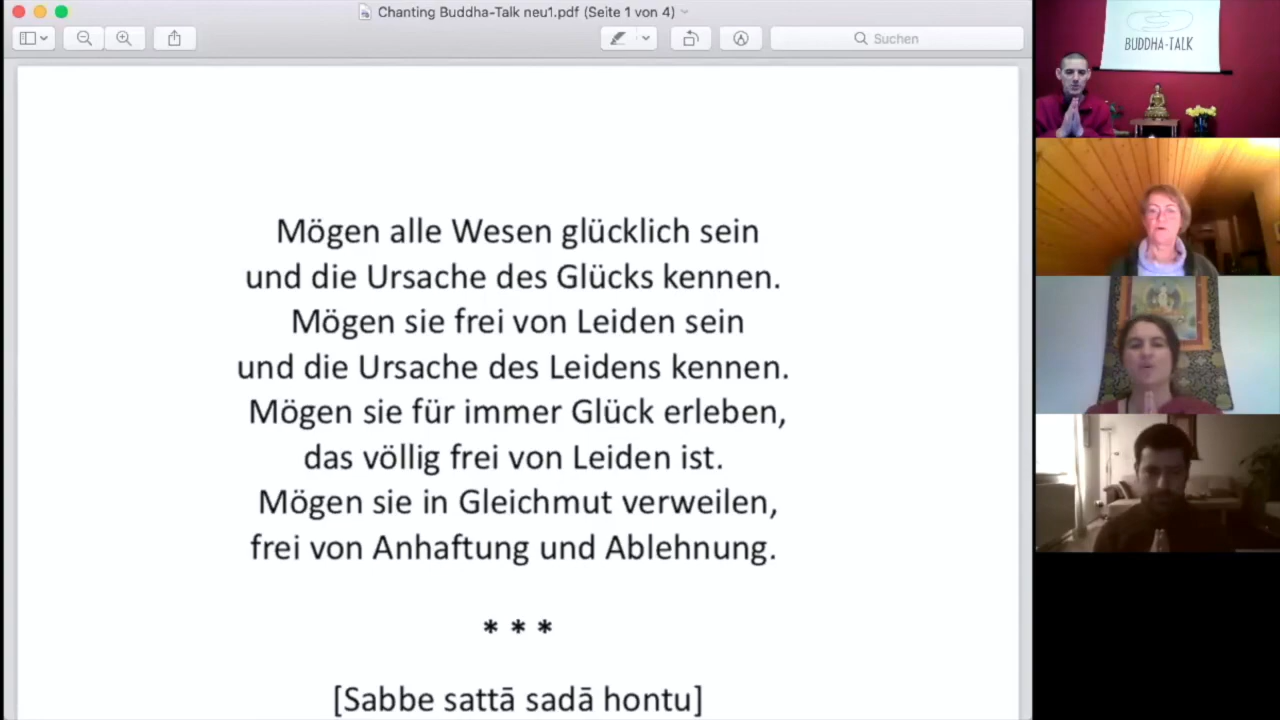 Chanting Buddha-Talk neu1.pdf (Seite 1 von 4)
Suchen
Mögen alle Wesen glücklich sein
und die Ursache des Glücks kennen.
Mögen sie frei von Leiden sein
und die Ursache des Leidens kennen.
Mögen sie für immer Glück erleben,
das völlig frei von Leiden ist.
Mögen sie in Gleichmut verweilen,
frei von Anhaftung und Ablehnung.
* * *
[Sabbe sattā sadā hontu]
BUDDHA-TALK